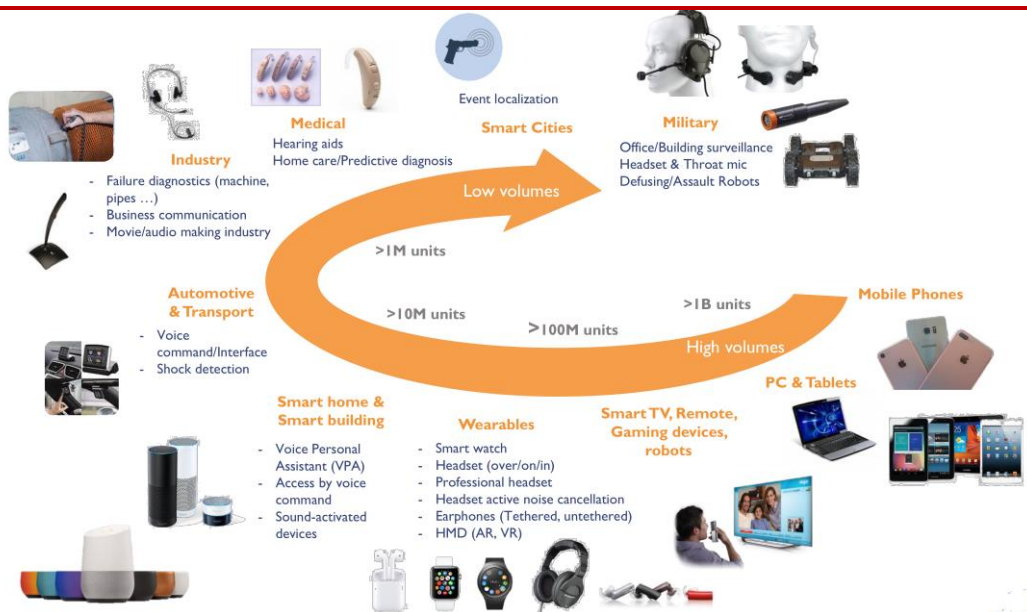 Event localization
Smart Cities
Medical
Hearing aids
Home care/Predictive diagnosis
Military
Office/Building surveillance
Headset & Throat mic
Defusing/Assault Robots
Industry
- Failure diagnostics (machine,
pipes ...)
- Business communication
- Movie/audio making industry
Low volumes
>1M units
>10M units
>100M units
>1B units
High volumes
Automotive
& Transport
- Voice
command/Interface
- Shock detection
Mobile Phones
PC & Tablets
Smart home &
Smart building
- Voice Personal
Assistant (VPA)
- Access by voice
command
- Sound-activated
devices
Wearables
- Smart watch
- Headset (over/on/in)
- Professional headset
- Headset active noise cancellation
- Earphones (Tethered, untethered)
- HMD (AR, VR)
Smart TV, Remote,
Gaming devices,
robots